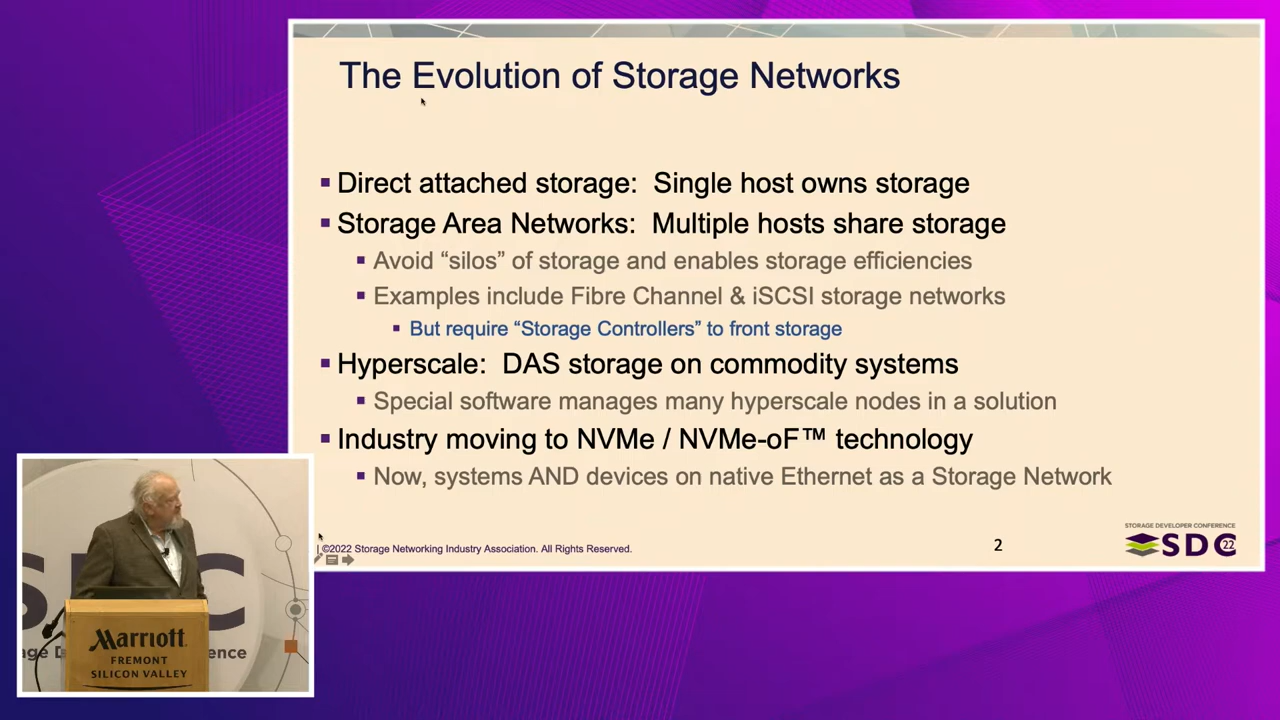 The Evolution of Storage Networks
Direct attached storage: Single host owns storage
Storage Area Networks: Multiple hosts share storage
Avoid “silos” of storage and enables storage efficiencies
Examples include Fibre Channel & iSCSI storage networks
But require “Storage Controllers” to front storage
Hyperscale: DAS storage on commodity systems
Special software manages many hyperscale nodes in a solution
Industry moving to NVMe / NVMe-oF™ technology
Now, systems AND devices on native Ethernet as a Storage Network
| ©2022 Storage Networking Industry Association. All Rights Reserved.
2
STORAGE DEVELOPER CONFERENCE
SDC 22
Marriott
FREMONT
SILICON VALLEY